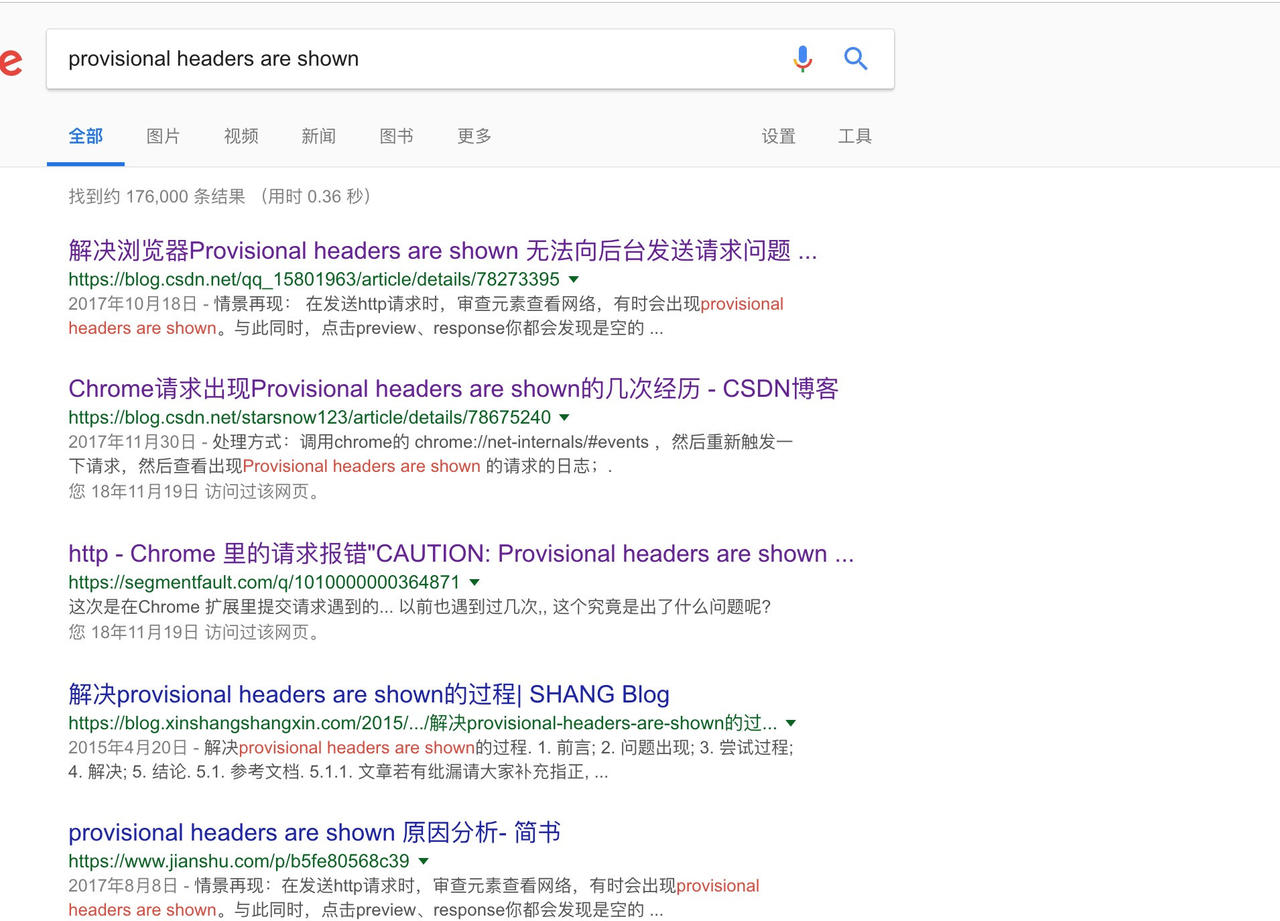 e
provisional headers are shown
全部 图片 视频 新闻 图书 更多 设置 工具
找到约 176,000 条结果 （用时 0.36 秒）
解决浏览器Provisional headers are shown 无法向后台发送请求问题 ...
https://blog.csdn.net/qq_15801963/article/details/78273395
2017年10月18日 - 情景再现： 在发送http请求时，审查元素查看网络，有时会出现provisional
headers are shown。与此同时，点击preview、response你都会发现是空的 ...
Chrome请求出现Provisional headers are shown的几次经历 - CSDN博客
https://blog.csdn.net/starsnow123/article/details/78675240
2017年11月30日 - 处理方式：调用chrome的 chrome://net-internals/#events ，然后重新触发一
下请求，然后查看出现Provisional headers are shown 的请求的日志；.
您 18年11月19日 访问过该网页。
http - Chrome 里的请求报错"CAUTION: Provisional headers are shown ...
https://segmentfault.com/q/1010000000364871
这次是在Chrome 扩展里提交请求遇到的... 以前也遇到过几次,, 这个究竟是出了什么问题呢?
您 18年11月19日 访问过该网页。
解决provisional headers are shown的过程| SHANG Blog
https://blog.xinshangshangxin.com/2015/.../解决provisional-headers-are-shown的过...
2015年4月20日 - 解决provisional headers are shown的过程. 1. 前言; 2. 问题出现; 3. 尝试过程;
4. 解决; 5. 结论. 5.1. 参考文档. 5.1.1. 文章若有纰漏请大家补充指正, ...
provisional headers are shown 原因分析- 简书
https://www.jianshu.com/p/b5fe80568c39
2017年8月8日 - 情景再现：在发送http请求时，审查元素查看网络，有时会出现provisional
headers are shown。与此同时，点击preview、response你都会发现是空的 ...